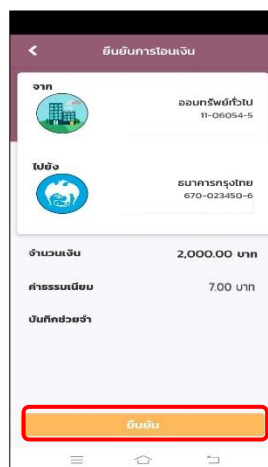 ยืนยันการโอนเงิน
จาก
ออมทรัพย์ทั่วไป
11-06054-5
ไปยัง
ธนาคารกรุงไทย
670-023450-6
จำนวนเงิน 2,000.00 บาท
ค่าธรรมเนียม 7.00 บาท
บันทึกช่วยจำ
ยืนยัน